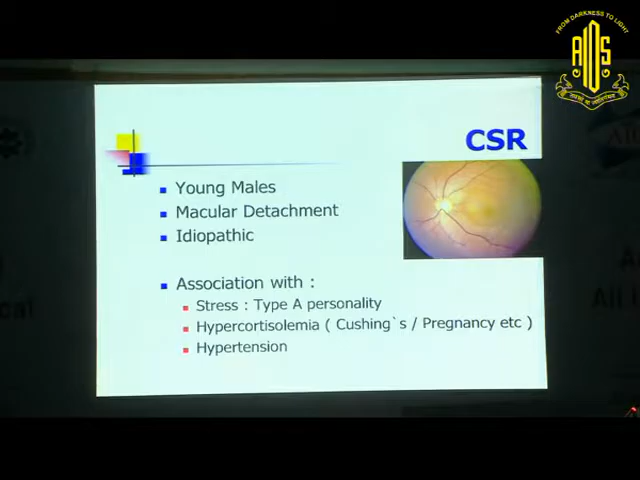 FROM DARKNESS TO LIGHT
AIOS
CSR
Young Males
Macular Detachment
Idiopathic
Association with :
Stress : Type A personality
Hypercortisolemia ( Cushing`s / Pregnancy etc )
Hypertension